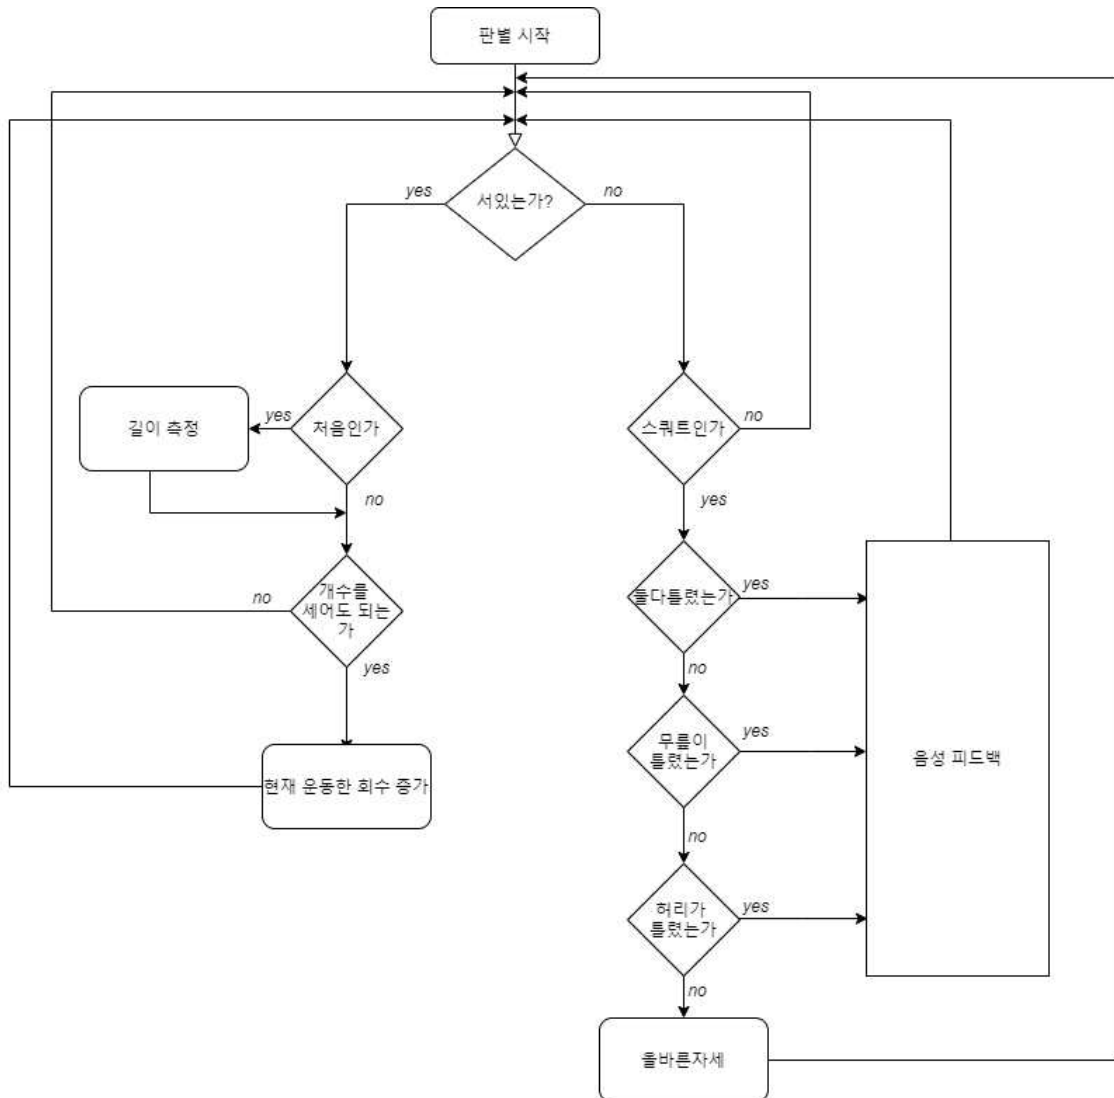 판별 시작
yes
서있는가?
no
길이 측정
yes
처음인가
no
스쿼트인가
no
yes
no
개수를
세어도 되는
가
yes
둘다틀렸는가
yes
no
현재 운동한 회수 증가
무릎이
틀렸는가
yes
음성 피드백
no
허리가
틀렸는가
yes
no
올바른자세